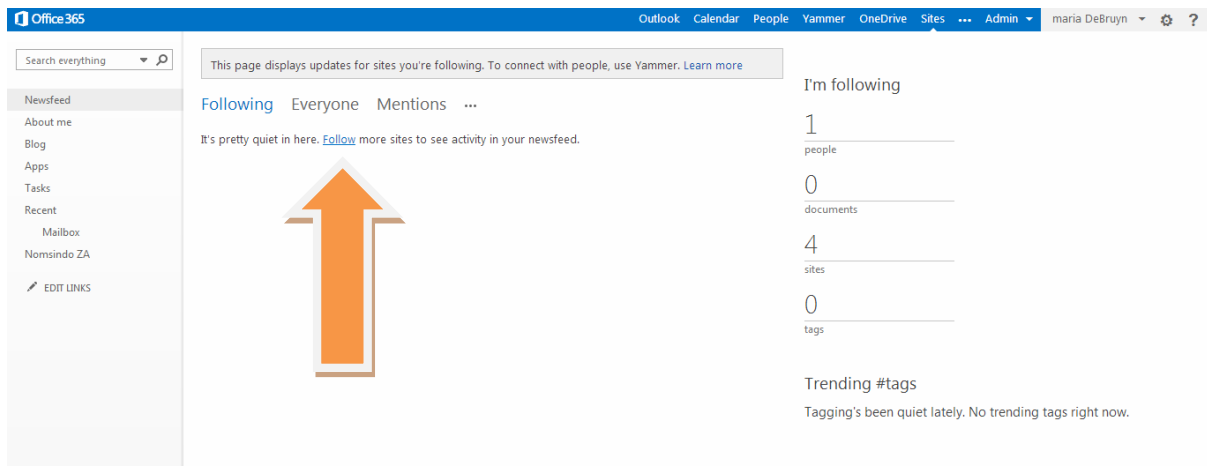 Office 365
Outlook Calendar People Yammer OneDrive Sites ••• Admin maria DeBruyn ?
Search everything
Newsfeed
About me
Blog
Apps
Tasks
Recent
Mailbox
Nomsindo ZA
EDIT LINKS
This page displays updates for sites you're following. To connect with people, use Yammer. Learn more
Following Everyone Mentions •••
It's pretty quiet in here. Follow more sites to see activity in your newsfeed.
I'm following
1
people
0
documents
4
sites
0
tags
Trending #tags
Tagging's been quiet lately. No trending tags right now.